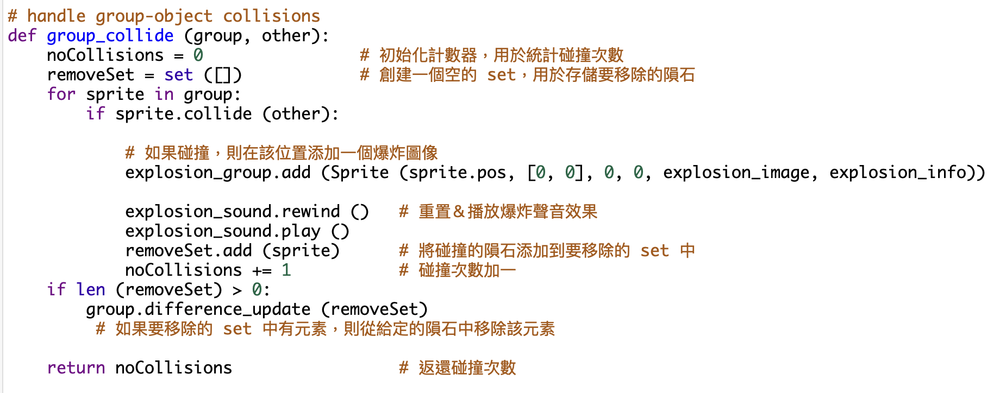 # handle group-object collisions
def group_collide (group, other):
    noCollisions = 0                # 初始化計數器，用於統計碰撞次數
    removeSet = set ([])            # 創建一個空的 set，用於存儲要移除的隕石
    for sprite in group:
        if sprite.collide (other):
            # 如果碰撞，則在該位置添加一個爆炸圖像
            explosion_group.add (Sprite (sprite.pos, [0, 0], 0, 0, explosion_image, explosion_info))
            explosion_sound.rewind ()   # 重置＆播放爆炸聲音效果
            explosion_sound.play ()
            removeSet.add (sprite)      # 將碰撞的隕石添加到要移除的 set 中
            noCollisions += 1           # 碰撞次數加一
    if len (removeSet) > 0:
        group.difference_update (removeSet)
         # 如果要移除的 set 中有元素，則從給定的隕石中移除該元素
    return noCollisions                 # 返還碰撞次數